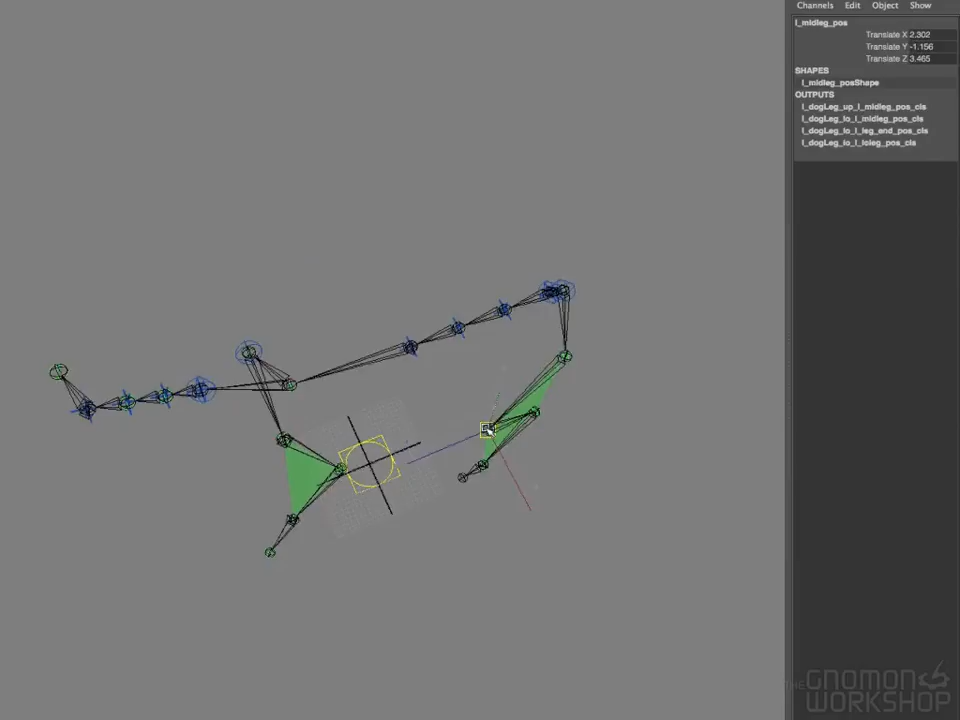 Channels Edit Object Show
l_midleg_pos
Translate X 2.302
Translate Y -1.156
Translate Z 3.465
SHAPES
l_midleg_posShape
OUTPUTS
l_dogLeg_up_l_midleg_pos_cls
l_dogLeg_lo_l_midleg_pos_cls
l_dogLeg_lo_l_leg_end_pos_cls
l_dogLeg_lo_l_loleg_pos_cls
THE GNOMON
WORKSHOP